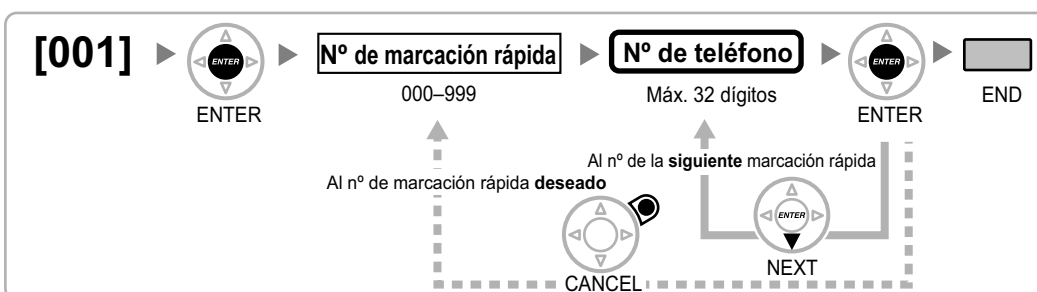 [001] ENTER Nº de marcación rápida Nº de teléfono ENTER
ENTER 000–999 Máx. 32 dígitos ENTER END
Al nº de la siguiente marcación rápida
Al nº de marcación rápida deseado
ENTER
CANCEL NEXT